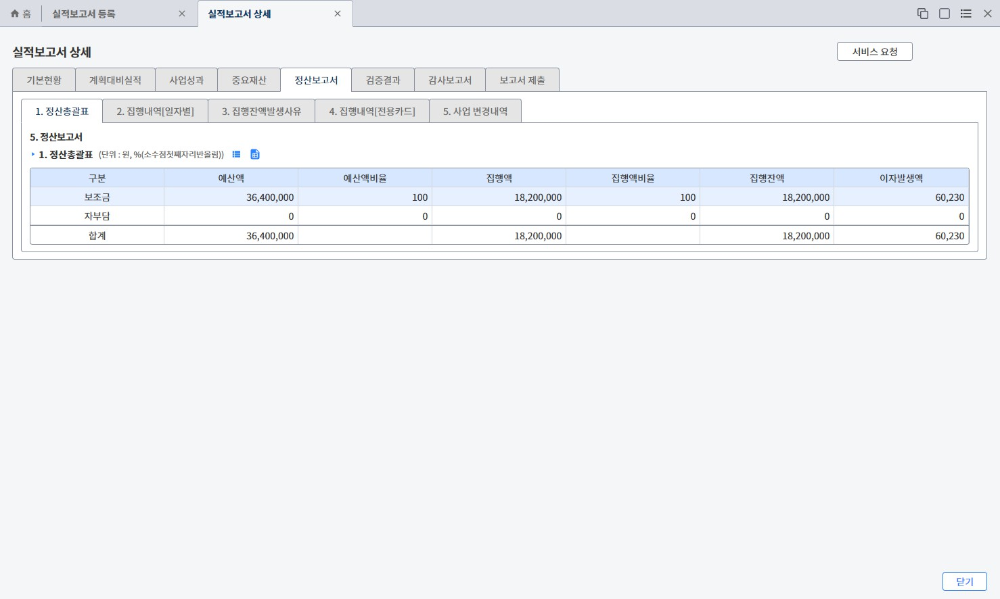 홈
실적보고서 등록
실적보고서 상세
실적보고서 상세
서비스 요청
기본현황 계획대비실적 사업성과 중요재산 정산보고서 검증결과 감사보고서 보고서 제출
1. 정산총괄표 2. 집행내역[일자별] 3. 집행잔액발생사유 4. 집행내역[전용카드] 5. 사업 변경내역
5. 정산보고서
1. 정산총괄표 (단위 : 원, %(소수점첫째자리반올림))
구분 예산액 예산액비율 집행액 집행액비율 집행잔액 이자발생액
보조금 36,400,000 100 18,200,000 100 18,200,000 60,230
자부담 0 0 0 0 0 0
합계 36,400,000 18,200,000 18,200,000 60,230
닫기